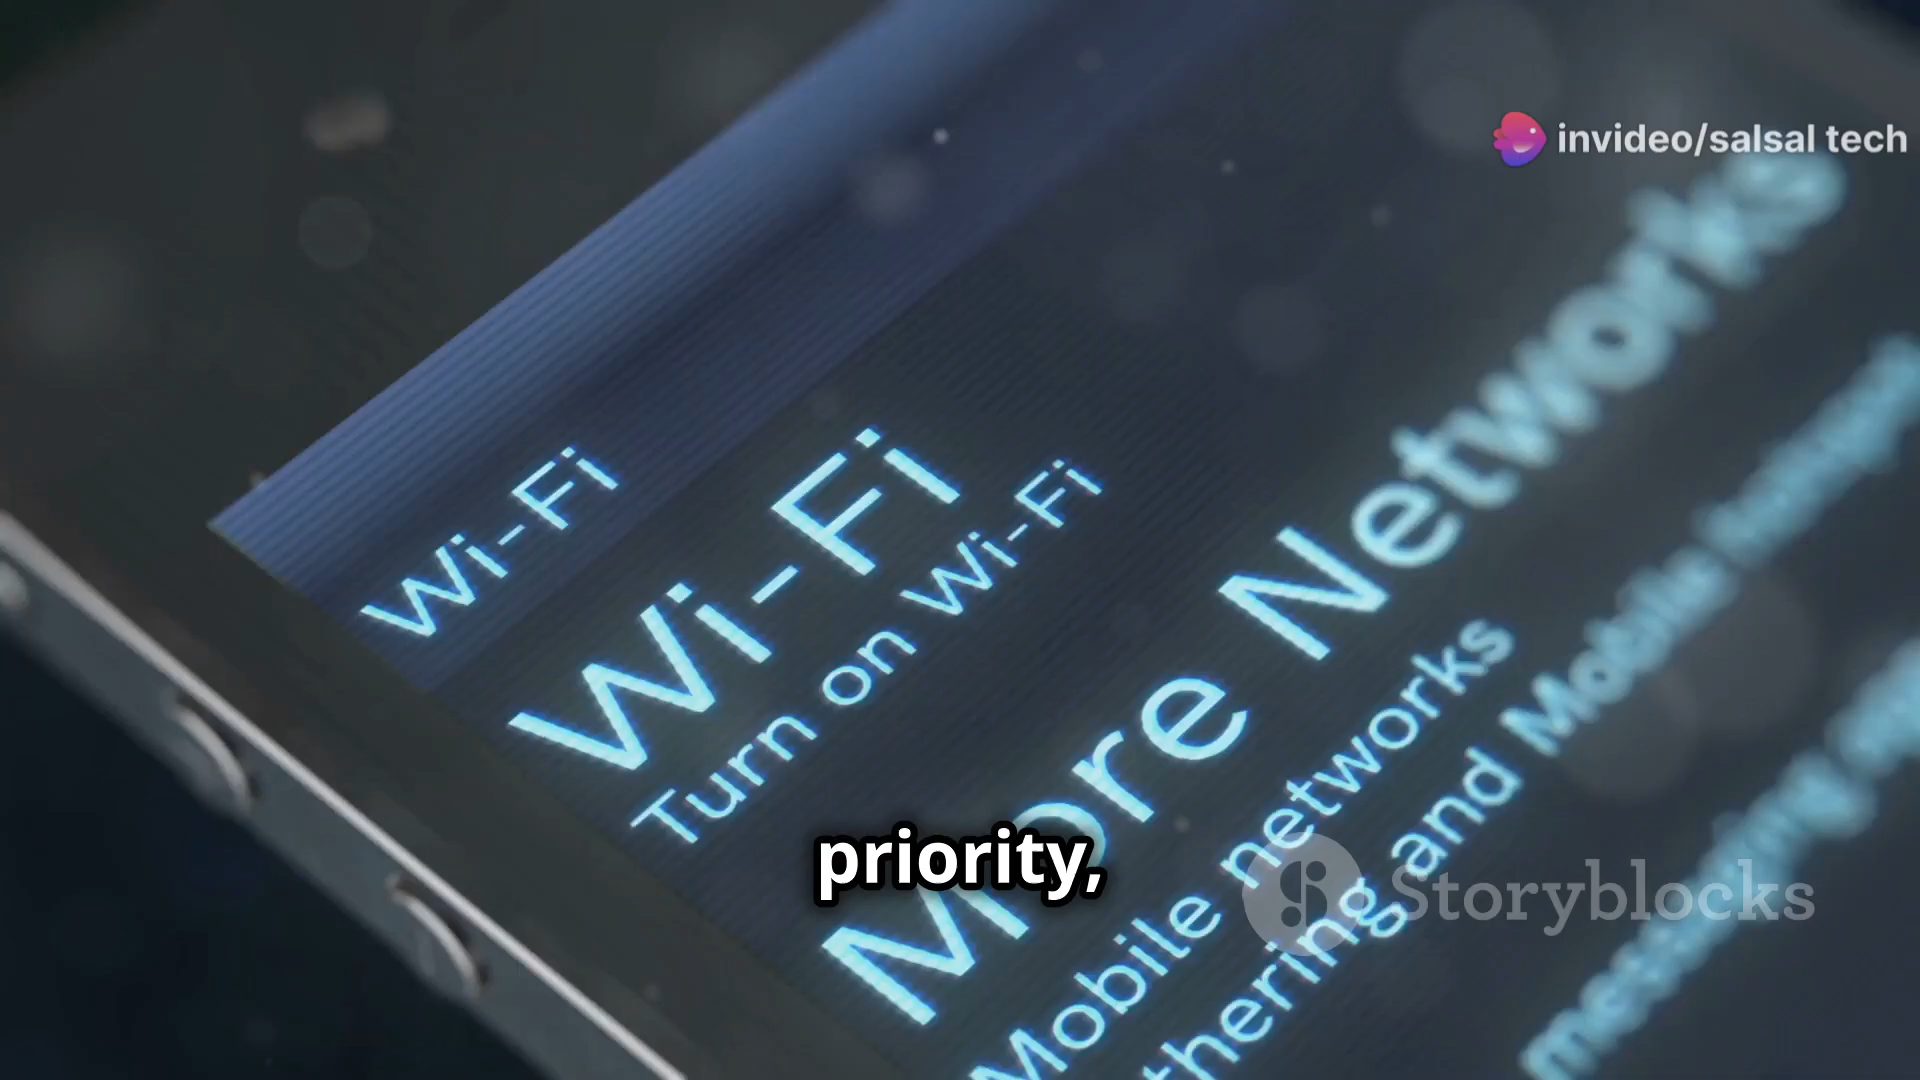 invideo/salsal tech
Wi-Fi
Wi-Fi
Turn on Wi-Fi
More Networks
Mobile networks
thering and Mobile hotspot
priority,
Storyblocks